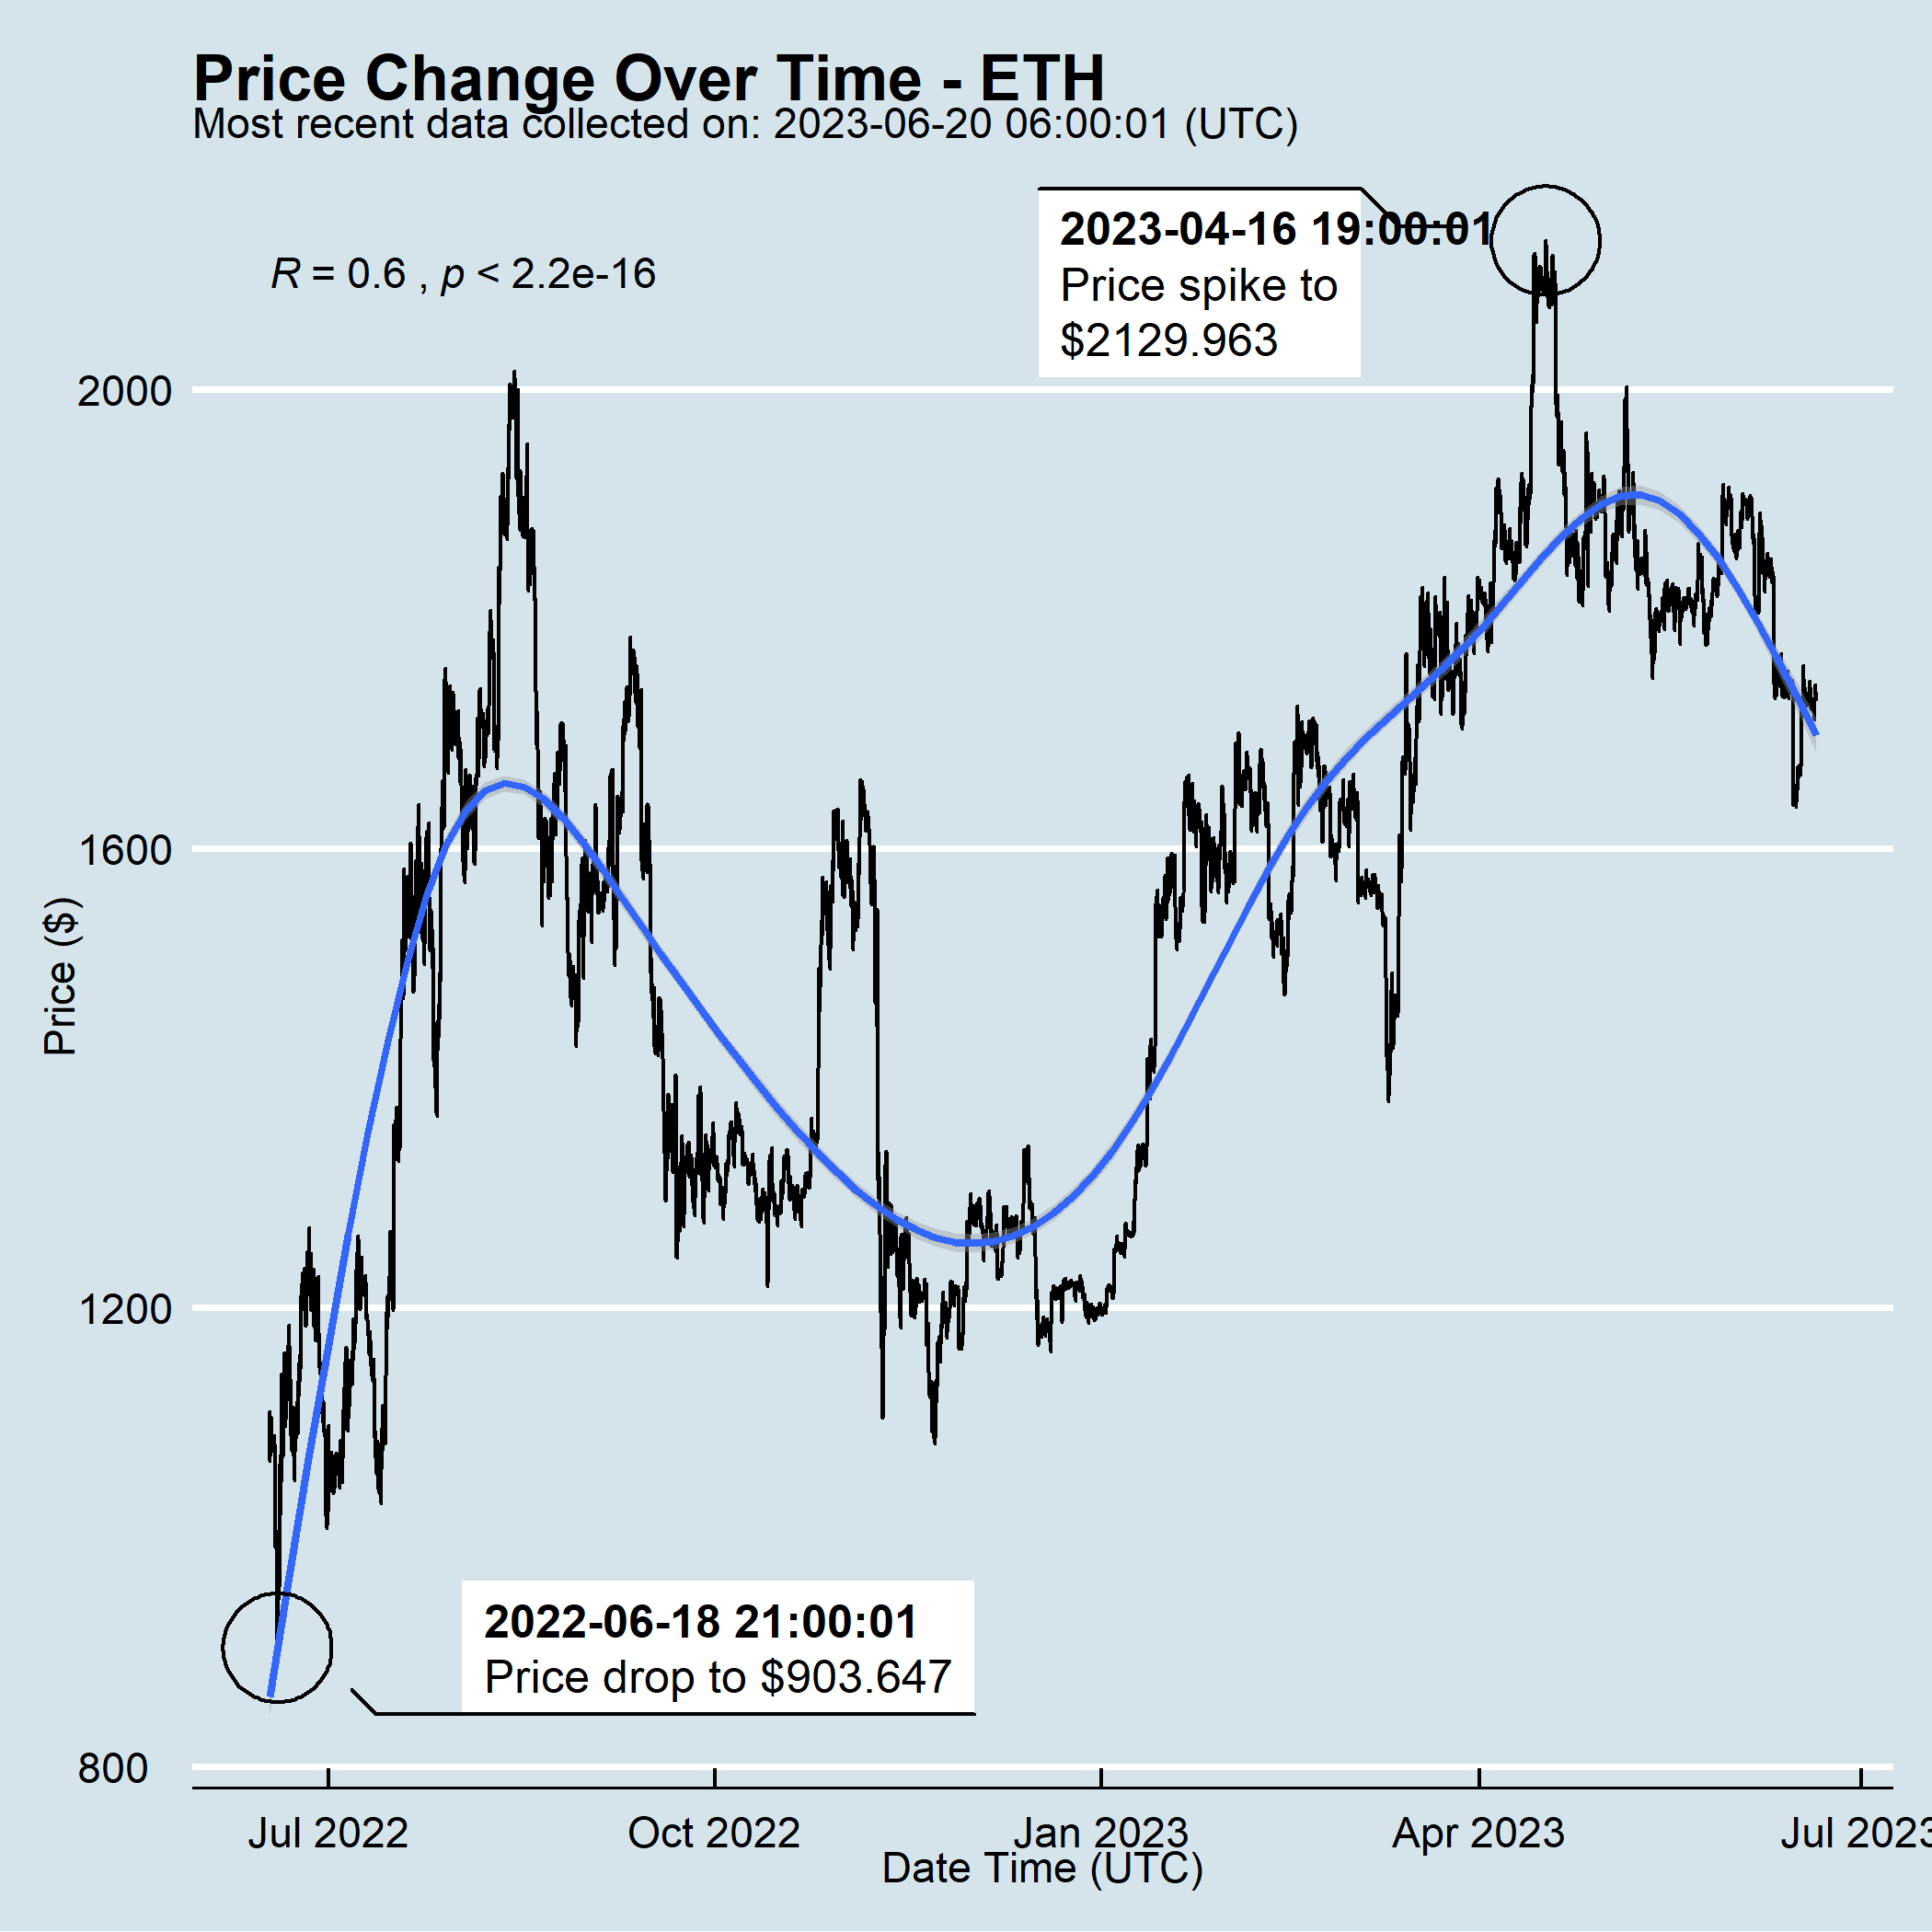 Price Change Over Time - ETH
Most recent data collected on: 2023-06-20 06:00:01 (UTC)
2023-04-16 19:00:01
Price spike to
$2129.963
R = 0.6 , p < 2.2e-16
2000
1600
1200
800
Price ($)
2022-06-18 21:00:01
Price drop to $903.647
Jul 2022
Oct 2022
Jan 2023
Apr 2023
Jul 2023
Date Time (UTC)